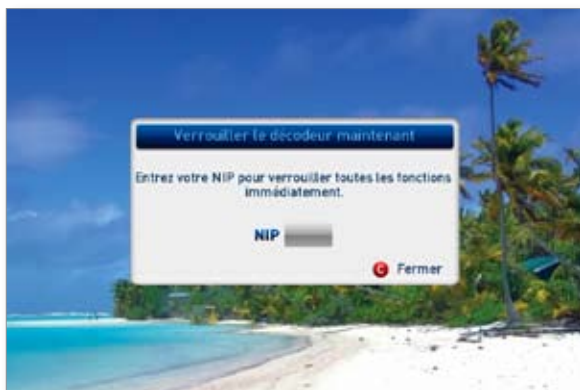 Verrouiller le décodeur maintenant
Entrez votre NIP pour verrouiller toutes les fonctions
immédiatement.
NIP
C Fermer